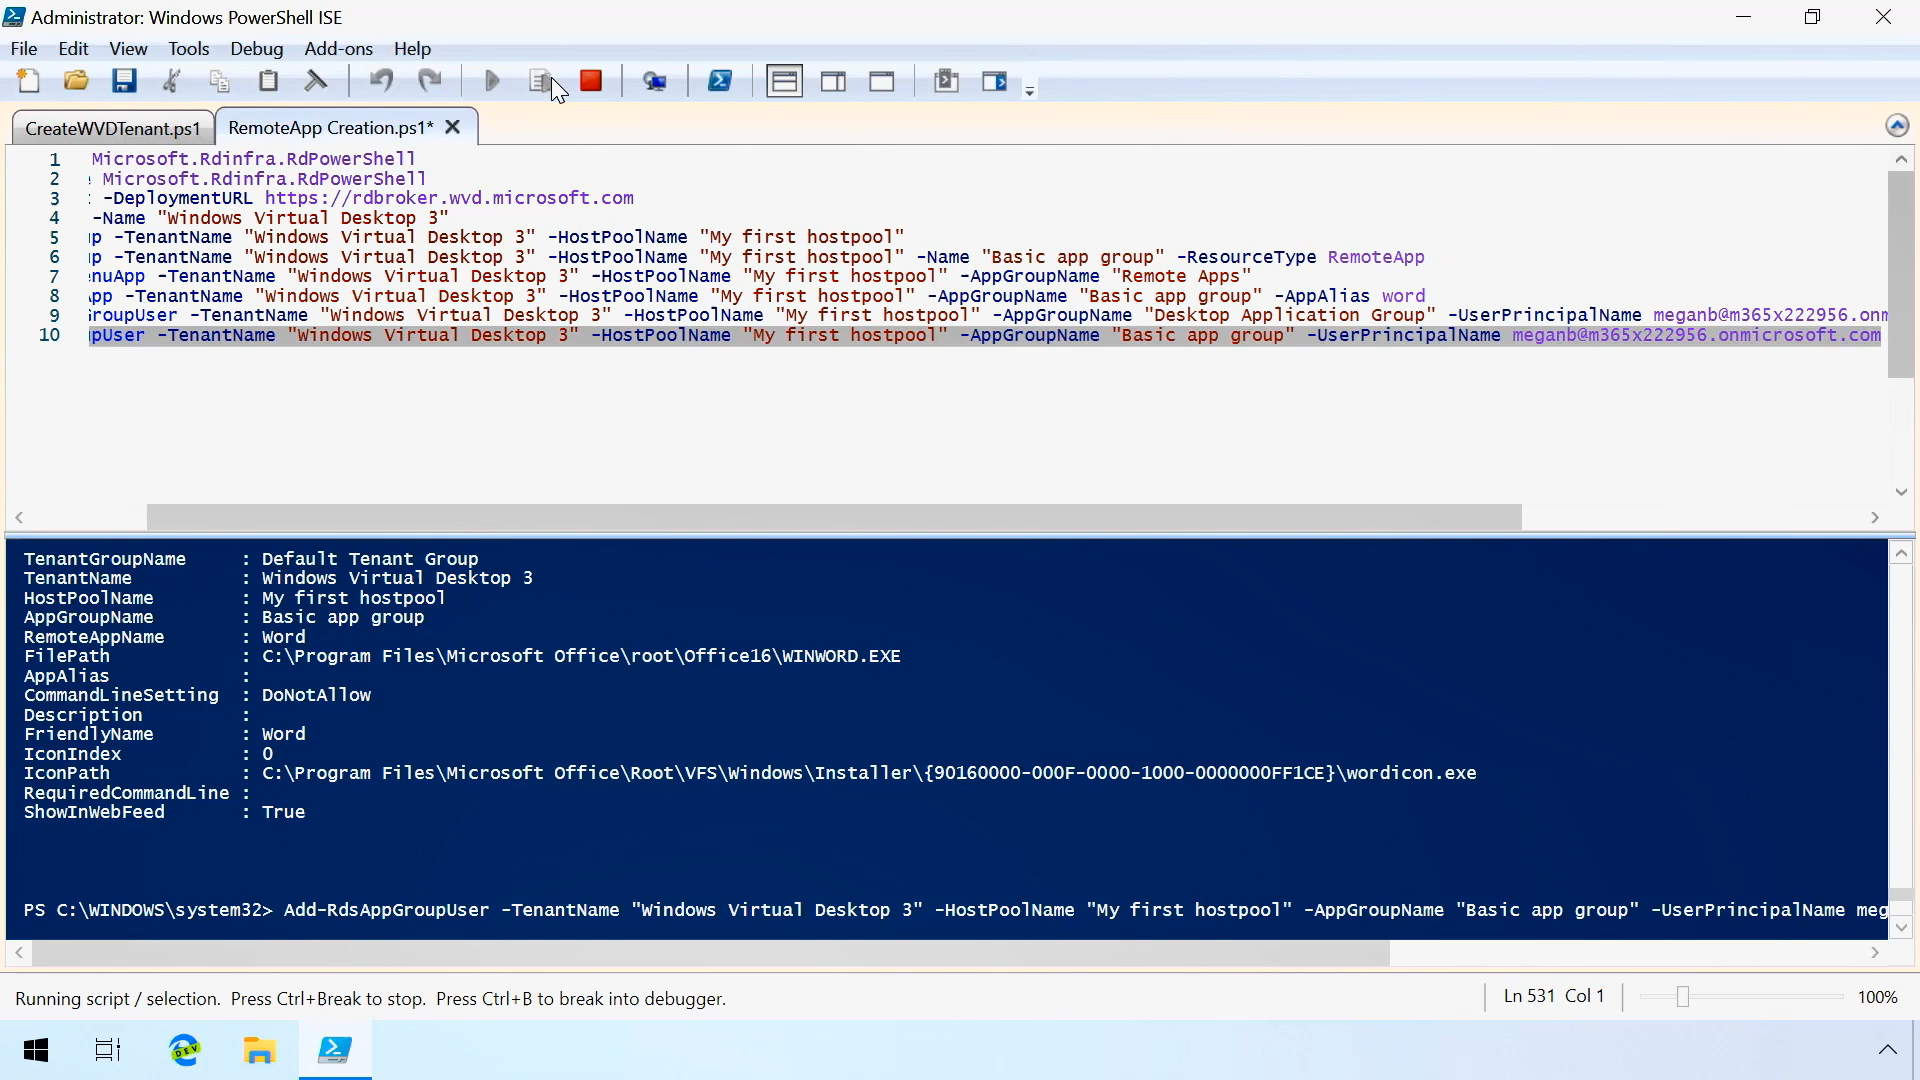 Administrator: Windows PowerShell ISE
File Edit View Tools Debug Add-ons Help
CreateWVDTenant.ps1 RemoteApp Creation.ps1*
1 Microsoft.Rdinfra.RdPowerShell
2 Microsoft.Rdinfra.RdPowerShell
3 : -DeploymentURL https://rdbroker.wvd.microsoft.com
4 -Name "Windows Virtual Desktop 3"
5 p -TenantName "Windows Virtual Desktop 3" -HostPoolName "My first hostpool"
6 p -TenantName "Windows Virtual Desktop 3" -HostPoolName "My first hostpool" -Name "Basic app group" -ResourceType RemoteApp
7 enuApp -TenantName "Windows Virtual Desktop 3" -HostPoolName "My first hostpool" -AppGroupName "Remote Apps"
8 App -TenantName "Windows Virtual Desktop 3" -HostPoolName "My first hostpool" -AppGroupName "Basic app group" -AppAlias word
9 GroupUser -TenantName "Windows Virtual Desktop 3" -HostPoolName "My first hostpool" -AppGroupName "Desktop Application Group" -UserPrincipalName meganb@m365x222956.onm
10 pUser -TenantName "Windows Virtual Desktop 3" -HostPoolName "My first hostpool" -AppGroupName "Basic app group" -UserPrincipalName meganb@m365x222956.onmicrosoft.com
TenantGroupName : Default Tenant Group
TenantName : Windows Virtual Desktop 3
HostPoolName : My first hostpool
AppGroupName : Basic app group
RemoteAppName : Word
FilePath : C:\Program Files\Microsoft Office\root\Office16\WINWORD.EXE
AppAlias :
CommandLineSetting : DoNotAllow
Description :
FriendlyName : Word
IconIndex : 0
IconPath : C:\Program Files\Microsoft Office\Root\VFS\Windows\Installer\{90160000-000F-0000-1000-0000000FF1CE}\wordicon.exe
RequiredCommandLine :
ShowInWebFeed : True
PS C:\WINDOWS\system32> Add-RdsAppGroupUser -TenantName "Windows Virtual Desktop 3" -HostPoolName "My first hostpool" -AppGroupName "Basic app group" -UserPrincipalName meg
Running script / selection. Press Ctrl+Break to stop. Press Ctrl+B to break into debugger.
Ln 531 Col 1
100%
DEV